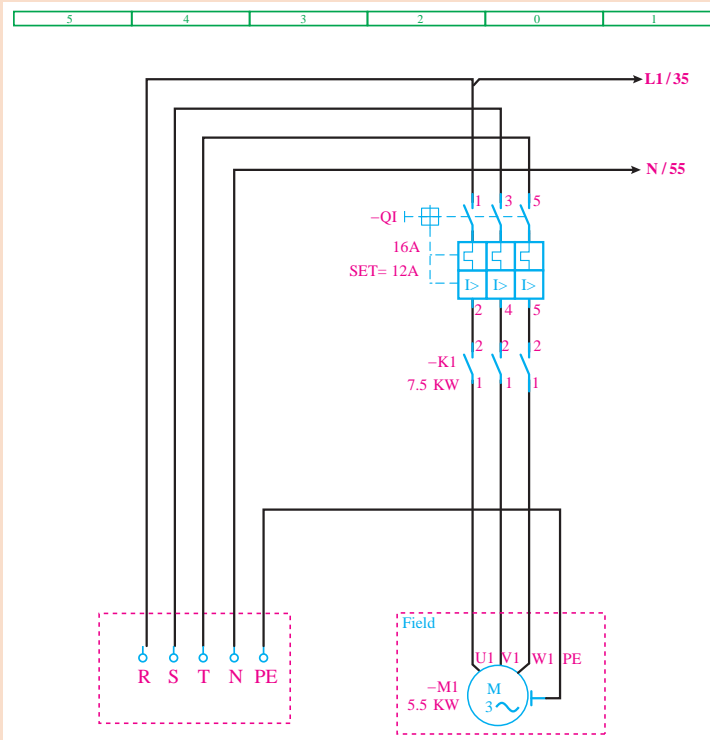 5 4 3 2 0 1
L1/35
N/55
1 3 5
–QI
16A
SET= 12A
I> I> I>
2 4 5
–K1
2 2 2
7.5 KW
1 1 1
Field
U1 V1 W1 PE
R S T N PE
–M1
5.5 KW
M
3